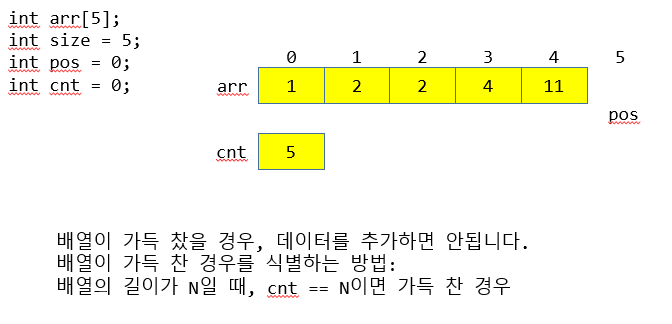 int arr[5];
int size = 5;
int pos = 0;
int cnt = 0;
0 1 2 3 4 5
arr 1 2 2 4 11
pos
cnt 5
배열이 가득 찼을 경우, 데이터를 추가하면 안됩니다.
배열이 가득 찬 경우를 식별하는 방법:
배열의 길이가 N일 때, cnt == N이면 가득 찬 경우